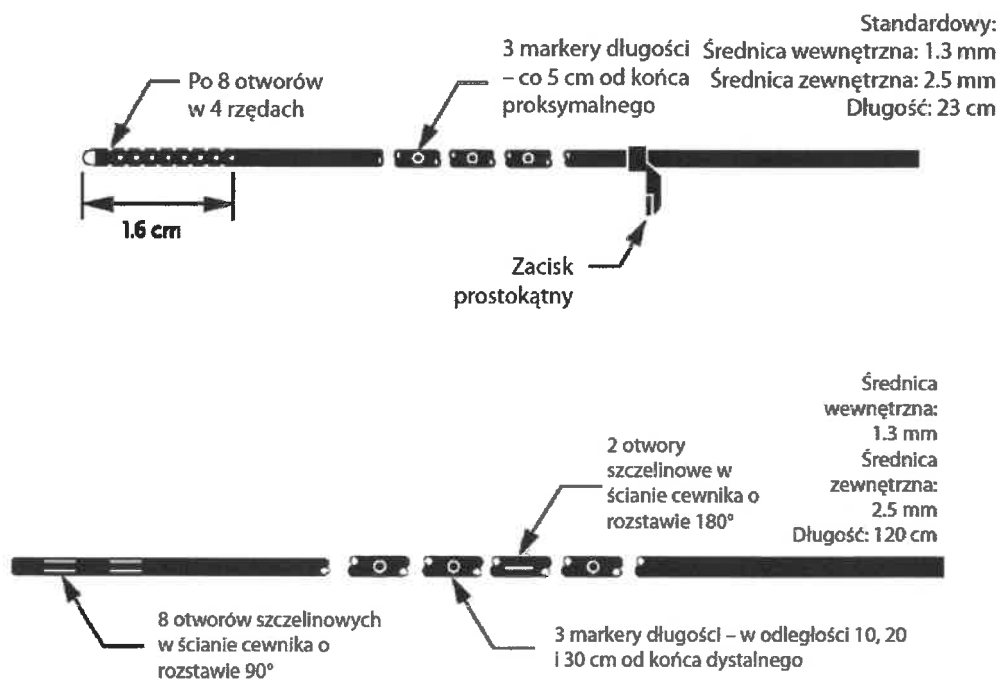 Standardowy:
Średnica wewnętrzna: 1.3 mm
Średnica zewnętrzna: 2.5 mm
Długość: 23 cm
3 markery długości
– co 5 cm od końca
proksymalnego
Po 8 otworów
w 4 rzędach
1.6 cm
Zacisk
prostokątny
Średnica
wewnętrzna:
1.3 mm
Średnica
zewnętrzna:
2.5 mm
Długość: 120 cm
2 otwory
szczelinowe w
ścianie cewnika o
rozstawie 180°
8 otworów szczelinowych
w ścianie cewnika o
rozstawie 90°
3 markery długości – w odległości 10, 20
i 30 cm od końca dystalnego